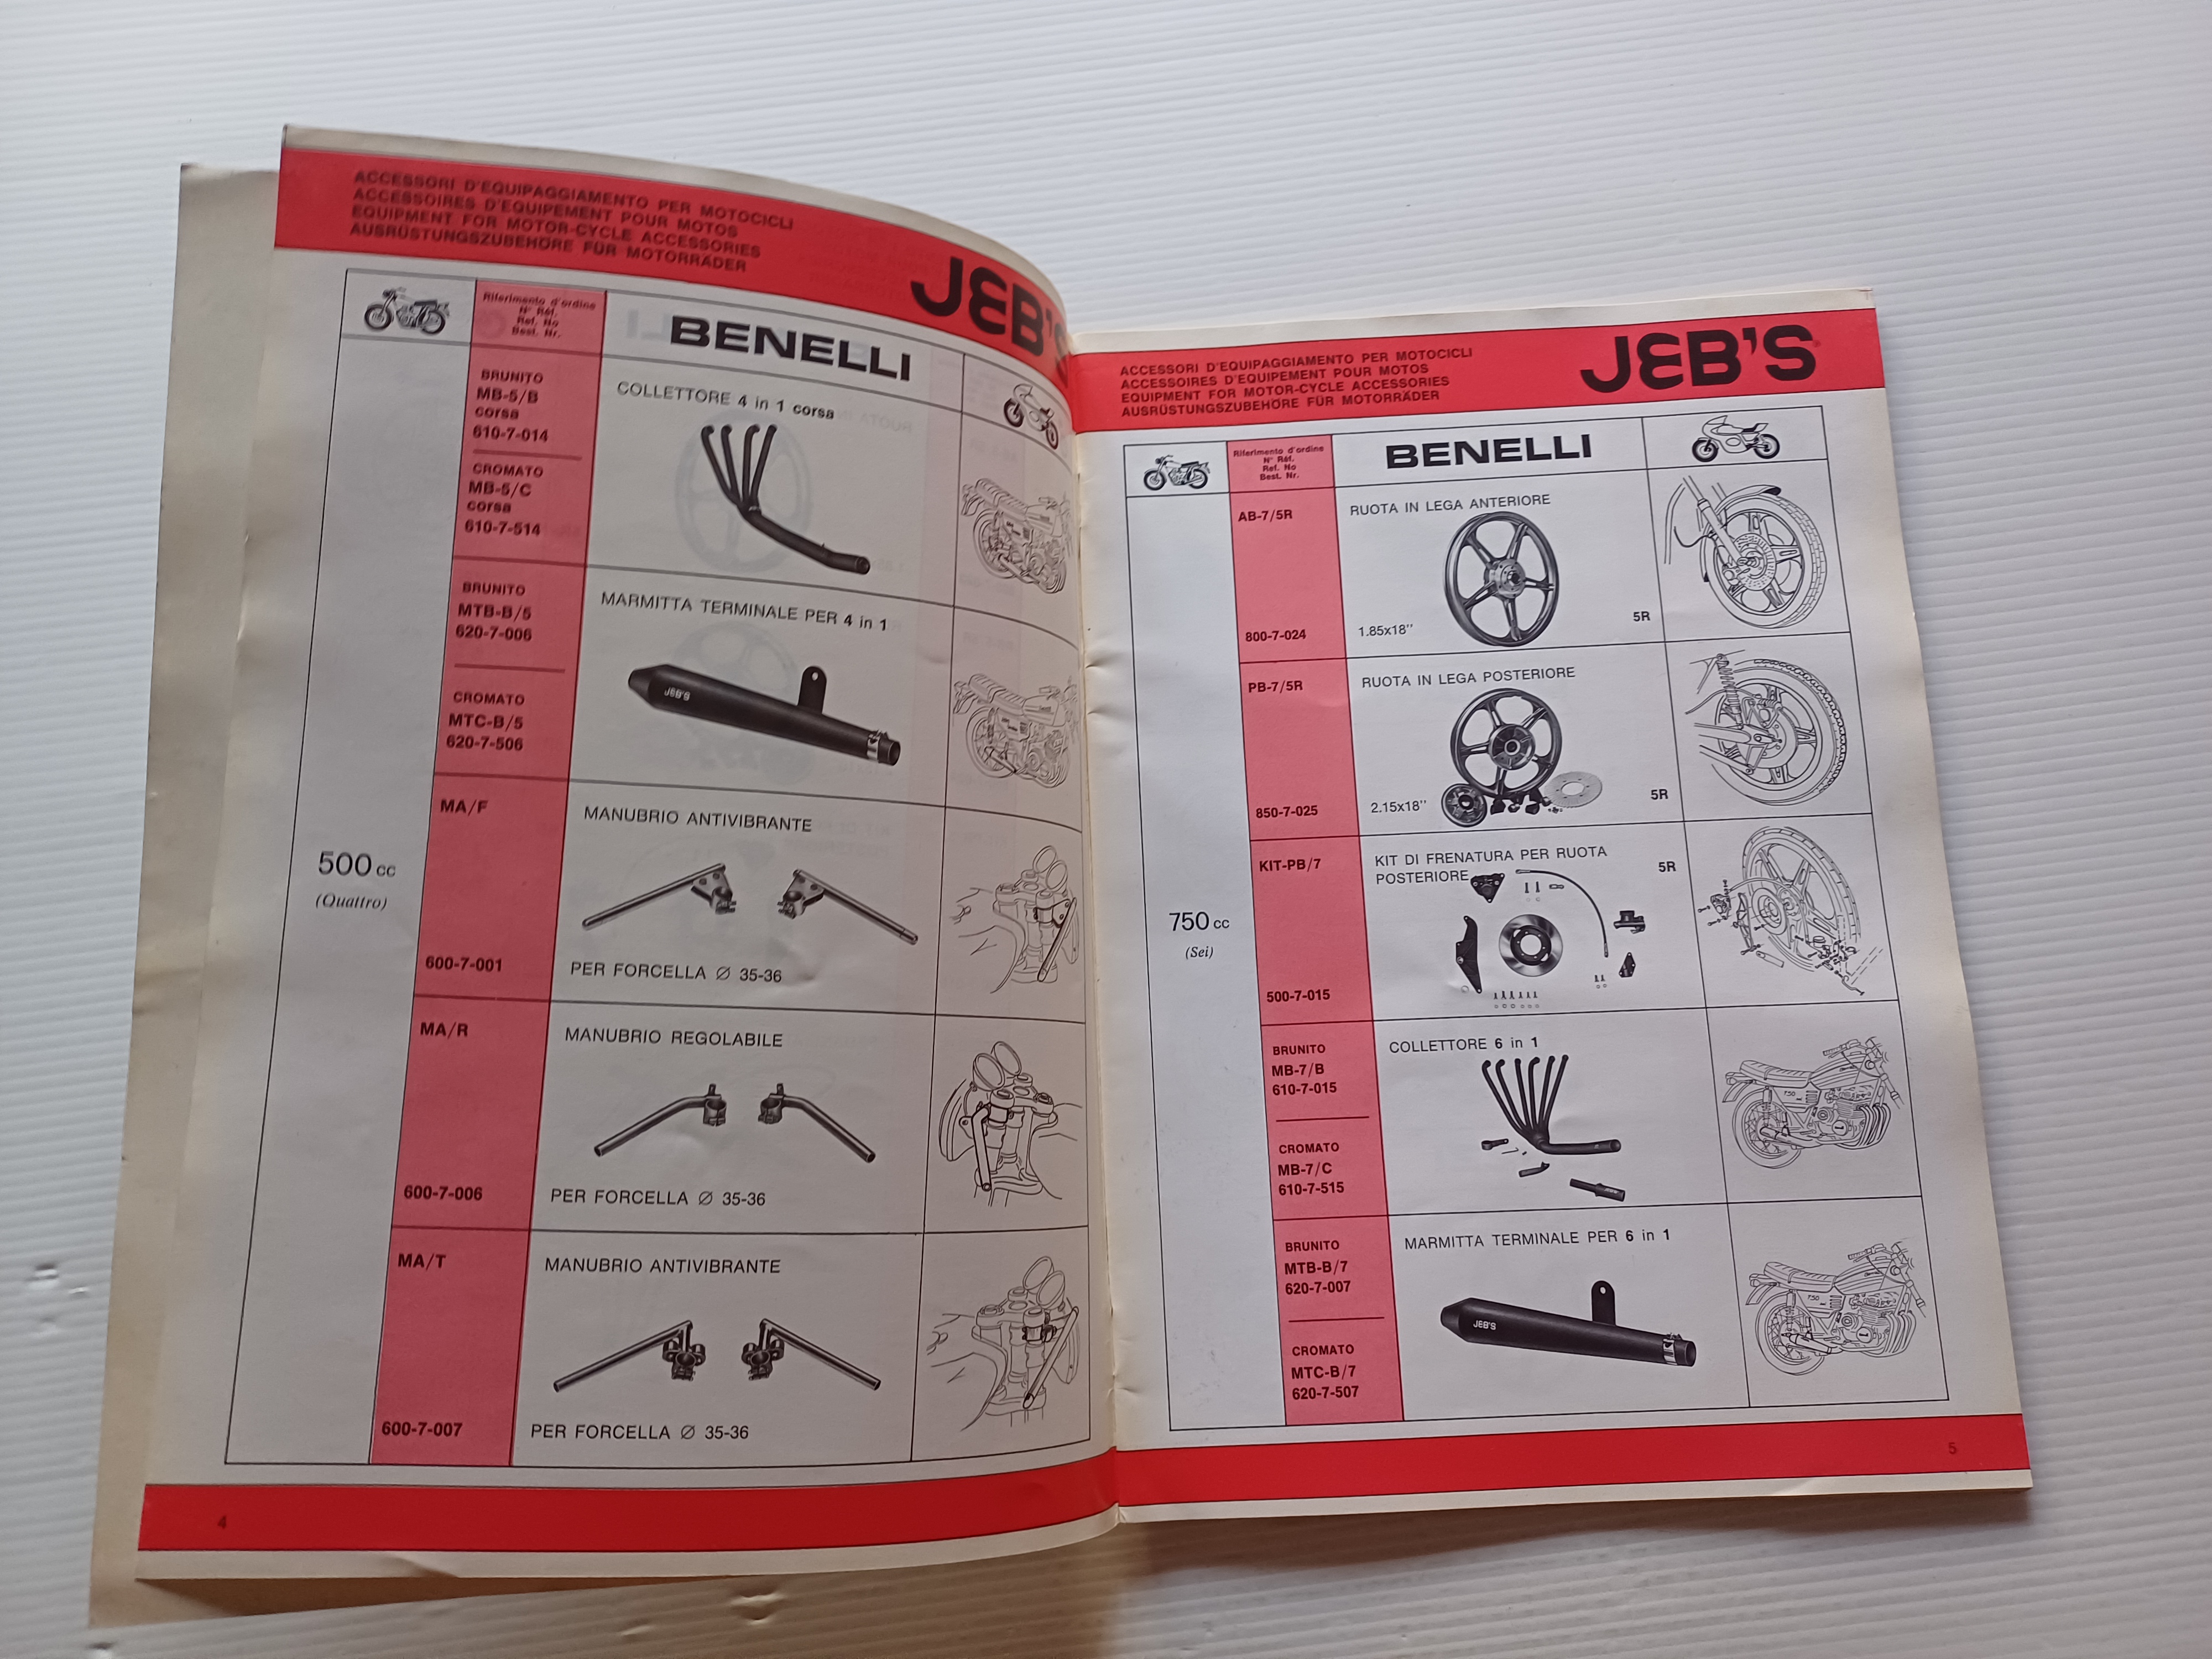 ACCESSORI D'EQUIPAGGIAMENTO PER MOTOCICLI
ACCESSOIRES D'EQUIPEMENT POUR MOTOS
EQUIPMENT FOR MOTOR-CYCLE ACCESSORIES
AUSRÜSTUNGSZUBEHÖRE FÜR MOTORRÄDER
JEB'S
Riferimento d'ordine
N° Réf.
Ref. No
Best. Nr.
BENELLI
500 cc
(Quattro)
BRUNITO
MB-5/B
corsa
610-7-014
CROMATO
MB-5/C
corsa
610-7-514
COLLETTORE 4 in 1 corsa
BRUNITO
MTB-B/5
620-7-006
CROMATO
MTC-B/5
620-7-506
MARMITTA TERMINALE PER 4 in 1
JEB'S
MA/F
600-7-001
MANUBRIO ANTIVIBRANTE
PER FORCELLA ∅ 35-36
MA/R
600-7-006
MANUBRIO REGOLABILE
PER FORCELLA ∅ 35-36
MA/T
600-7-007
MANUBRIO ANTIVIBRANTE
PER FORCELLA ∅ 35-36
4
ACCESSORI D'EQUIPAGGIAMENTO PER MOTOCICLI
ACCESSOIRES D'EQUIPEMENT POUR MOTOS
EQUIPMENT FOR MOTOR-CYCLE ACCESSORIES
AUSRÜSTUNGSZUBEHÖRE FÜR MOTORRÄDER
JEB'S
Riferimento d'ordine
N° Réf.
Ref. No
Best. Nr.
BENELLI
750 cc
(Sei)
AB-7/5R
800-7-024
RUOTA IN LEGA ANTERIORE
1.85x18"
5R
PB-7/5R
850-7-025
RUOTA IN LEGA POSTERIORE
2.15x18"
5R
KIT-PB/7
500-7-015
KIT DI FRENATURA PER RUOTA
POSTERIORE
5R
BRUNITO
MB-7/B
610-7-015
CROMATO
MB-7/C
610-7-515
COLLETTORE 6 in 1
750
BRUNITO
MTB-B/7
620-7-007
CROMATO
MTC-B/7
620-7-507
MARMITTA TERMINALE PER 6 in 1
JEB'S
750
5